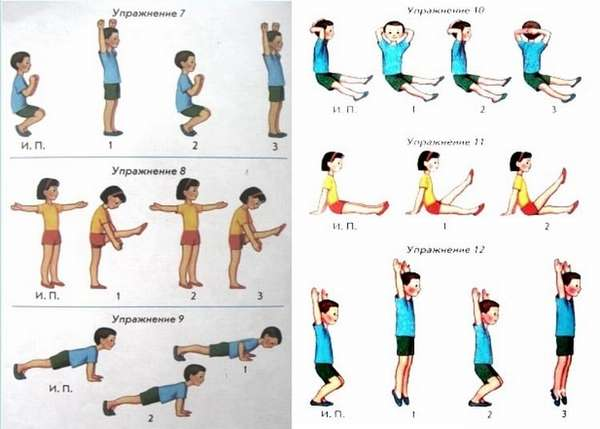 Упражнение 7
И. П. 1 2 3
Упражнение 8
И. П. 1 2 3
Упражнение 9
И. П. 1
2
Упражнение 10
И. П. 1 2 3
Упражнение 11
И. П. 1 2
Упражнение 12
И. П. 1 2 3